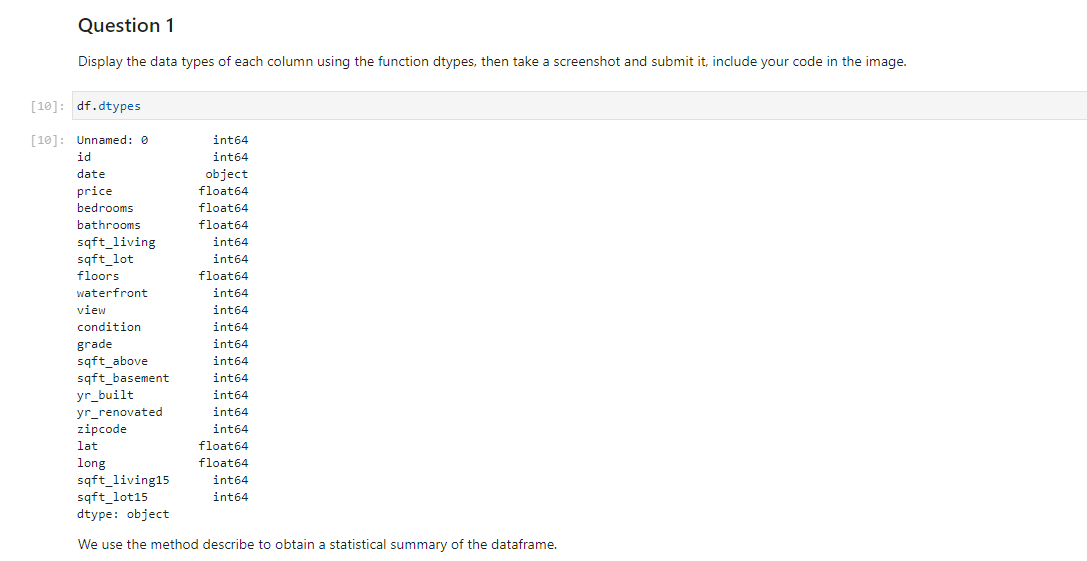 Question 1
Display the data types of each column using the function dtypes, then take a screenshot and submit it, include your code in the image.
[10]: df.dtypes
[10]: Unnamed: 0 int64
id int64
date object
price float64
bedrooms float64
bathrooms float64
sqft_living int64
sqft_lot int64
floors float64
waterfront int64
view int64
condition int64
grade int64
sqft_above int64
sqft_basement int64
yr_built int64
yr_renovated int64
zipcode int64
lat float64
long float64
sqft_living15 int64
sqft_lot15 int64
dtype: object
We use the method describe to obtain a statistical summary of the dataframe.